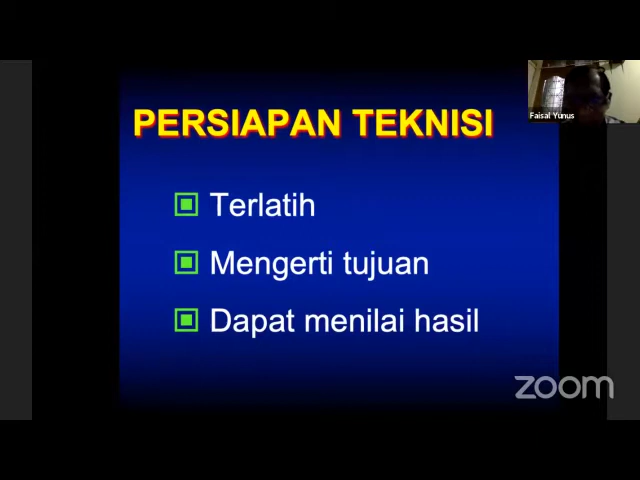 PERSIAPAN TEKNISI
Faisal Yunus
Terlatih
Mengerti tujuan
Dapat menilai hasil
zoom